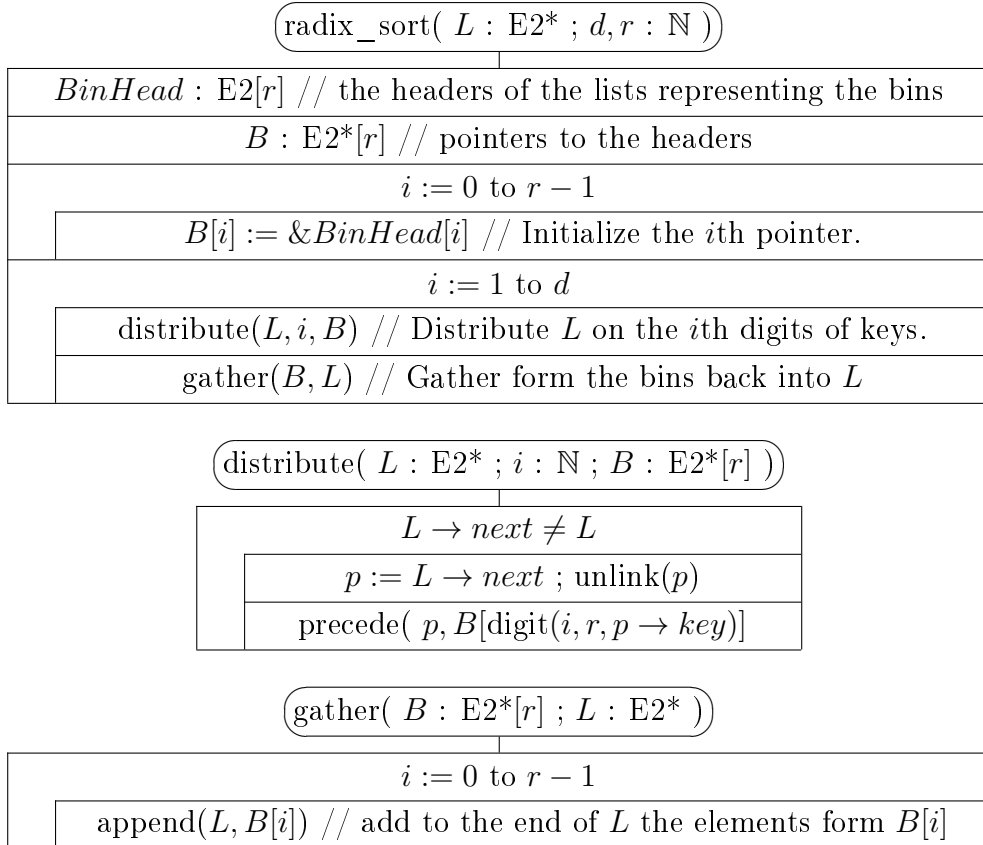 radix_sort( L : E2* ; d, r : ℕ )
BinHead : E2[r] // the headers of the lists representing the bins
B : E2*[r] // pointers to the headers
i := 0 to r − 1
B[i] := &BinHead[i] // Initialize the ith pointer.
i := 1 to d
distribute(L, i, B) // Distribute L on the ith digits of keys.
gather(B, L) // Gather form the bins back into L
distribute( L : E2* ; i : ℕ ; B : E2*[r] )
L → next ≠ L
p := L → next ; unlink(p)
precede( p, B[digit(i, r, p → key)]
gather( B : E2*[r] ; L : E2* )
i := 0 to r − 1
append(L, B[i]) // add to the end of L the elements form B[i]